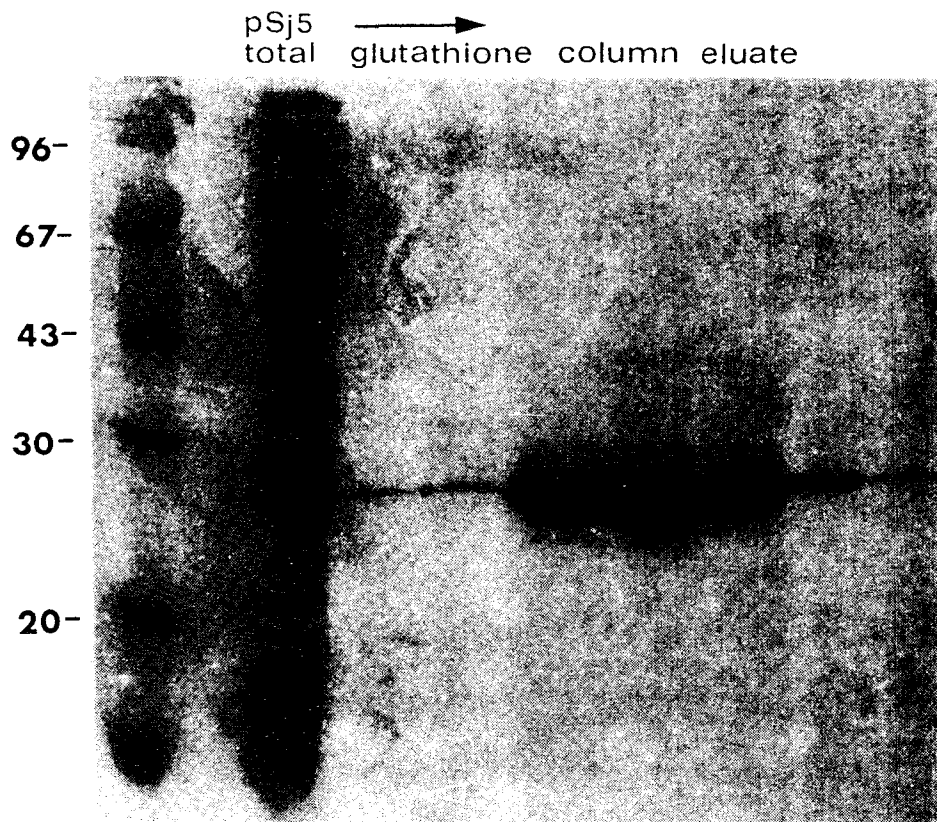 pSj5
total glutathione column eluate
96-
67-
43-
30-
20-